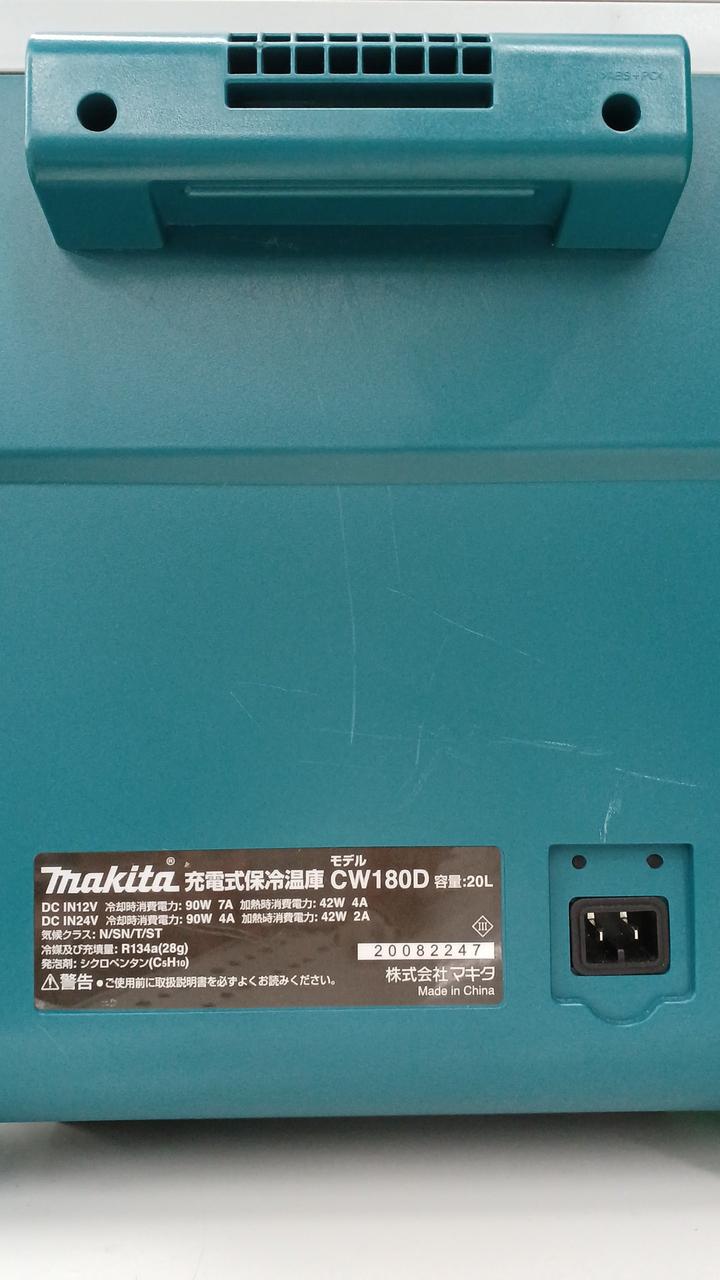 >ABS+PC<
モデル
makita® 充電式保冷温庫 CW180D 容量:20L
DC IN12V 冷却時消費電力: 90W 7A 加熱時消費電力: 42W 4A
DC IN24V 冷却時消費電力: 90W 4A 加熱時消費電力: 42W 2A
気候クラス: N/SN/T/ST
冷媒及び充填量: R134a(28g)
発泡剤: シクロペンタン(C5H10)
III
20082247
⚠警告 ●ご使用前に取扱説明書を必ずよくお読みください。
株式会社マキタ
Made in China